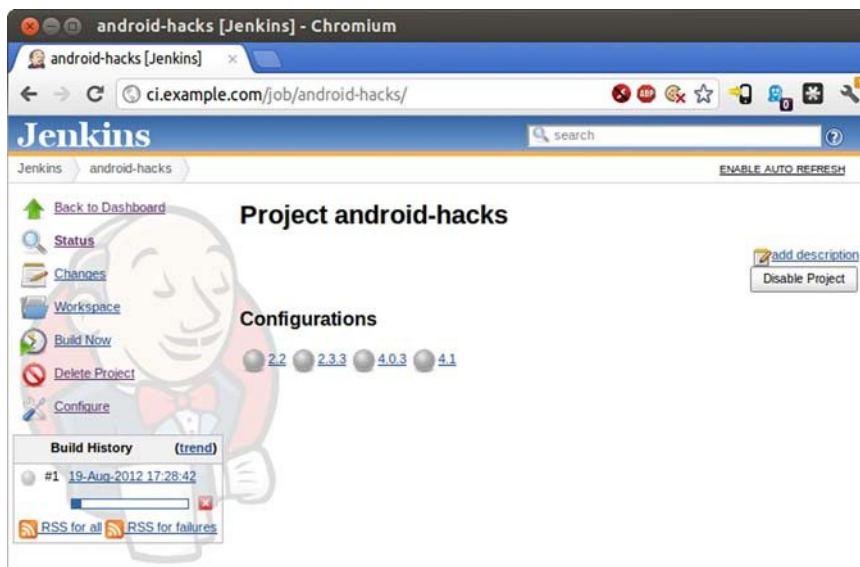 android-hacks [Jenkins] - Chromium
android-hacks [Jenkins]
ci.example.com/job/android-hacks/
ABP
0
Jenkins
search
?
Jenkins android-hacks
ENABLE AUTO REFRESH
Back to Dashboard
Status
Changes
Workspace
Build Now
Delete Project
Configure
Project android-hacks
add description
Disable Project
Configurations
2.2 2.3.3 4.0.3 4.1
Build History (trend)
#1 19-Aug-2012 17:28:42
RSS for all RSS for failures